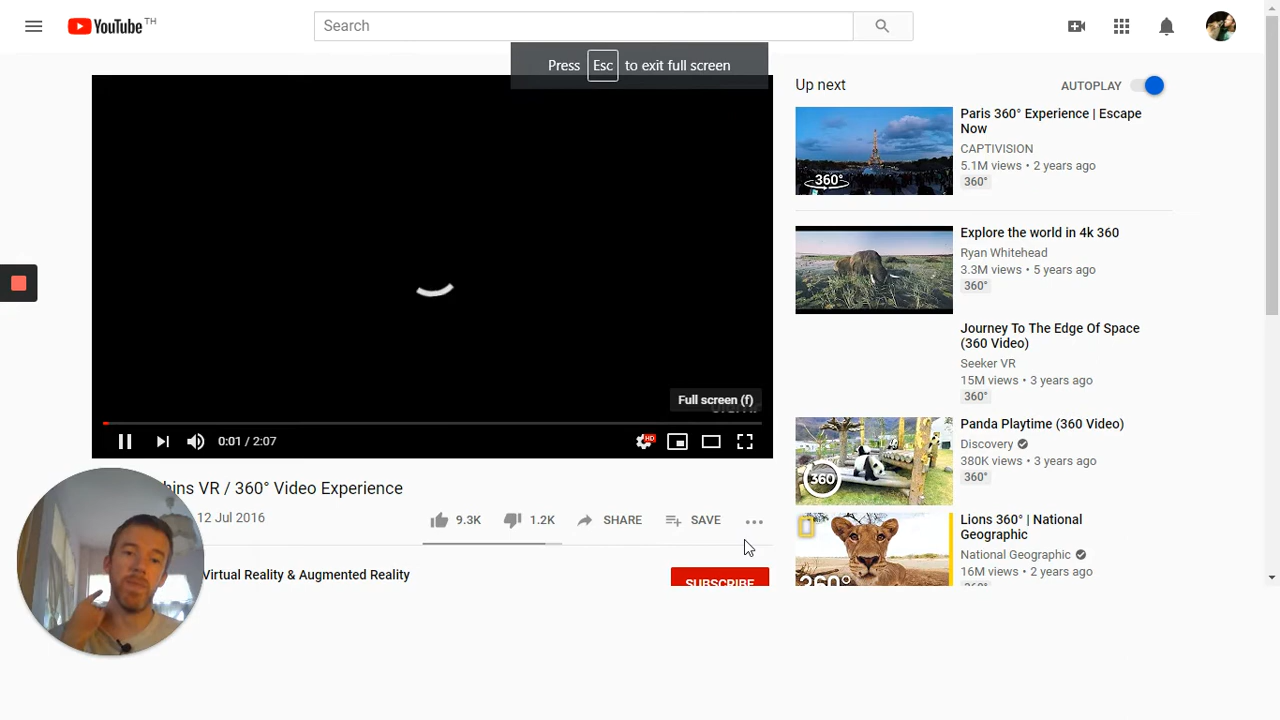 YouTube TH
Search
Press Esc to exit full screen
Full screen (f)
HD
0:01 / 2:07
hins VR / 360° Video Experience
12 Jul 2016
9.3K
1.2K
SHARE
SAVE
Virtual Reality & Augmented Reality
SUBSCRIBE
Up next
AUTOPLAY
360°
Paris 360° Experience | Escape
Now
CAPTIVISION
5.1M views • 2 years ago
360°
Explore the world in 4k 360
Ryan Whitehead
3.3M views • 5 years ago
360°
Journey To The Edge Of Space
(360 Video)
Seeker VR
15M views • 3 years ago
360°
360
Panda Playtime (360 Video)
Discovery
380K views • 3 years ago
360°
360°
Lions 360° | National
Geographic
National Geographic
16M views • 2 years ago